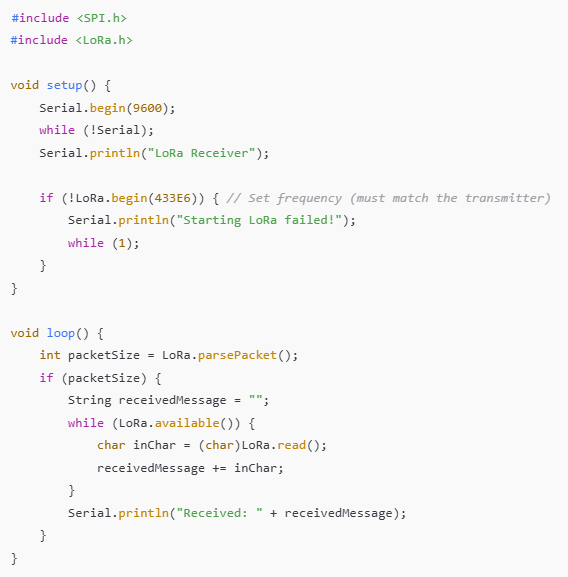 #include <SPI.h>
#include <LoRa.h>

void setup() {
    Serial.begin(9600);
    while (!Serial);
    Serial.println("LoRa Receiver");

    if (!LoRa.begin(433E6)) { // Set frequency (must match the transmitter)
        Serial.println("Starting LoRa failed!");
        while (1);
    }
}

void loop() {
    int packetSize = LoRa.parsePacket();
    if (packetSize) {
        String receivedMessage = "";
        while (LoRa.available()) {
            char inChar = (char)LoRa.read();
            receivedMessage += inChar;
        }
        Serial.println("Received: " + receivedMessage);
    }
}